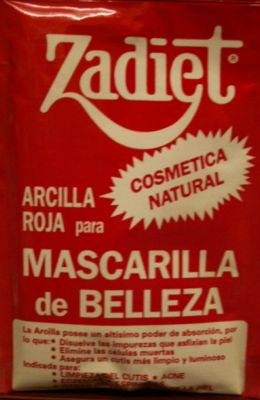 Zadiet®
COSMETICA
NATURAL
ARCILLA
ROJA para
MASCARILLA
de BELLEZA
La Arcilla posee un altísimo poder de absorción, por
lo que: • Disuelve las impurezas que asfixian la piel
• Elimina las células muertas
• Asegura un cutis más limpio y luminoso
Indicada para:
• LIMPIEZA DEL CUTIS • ACNE